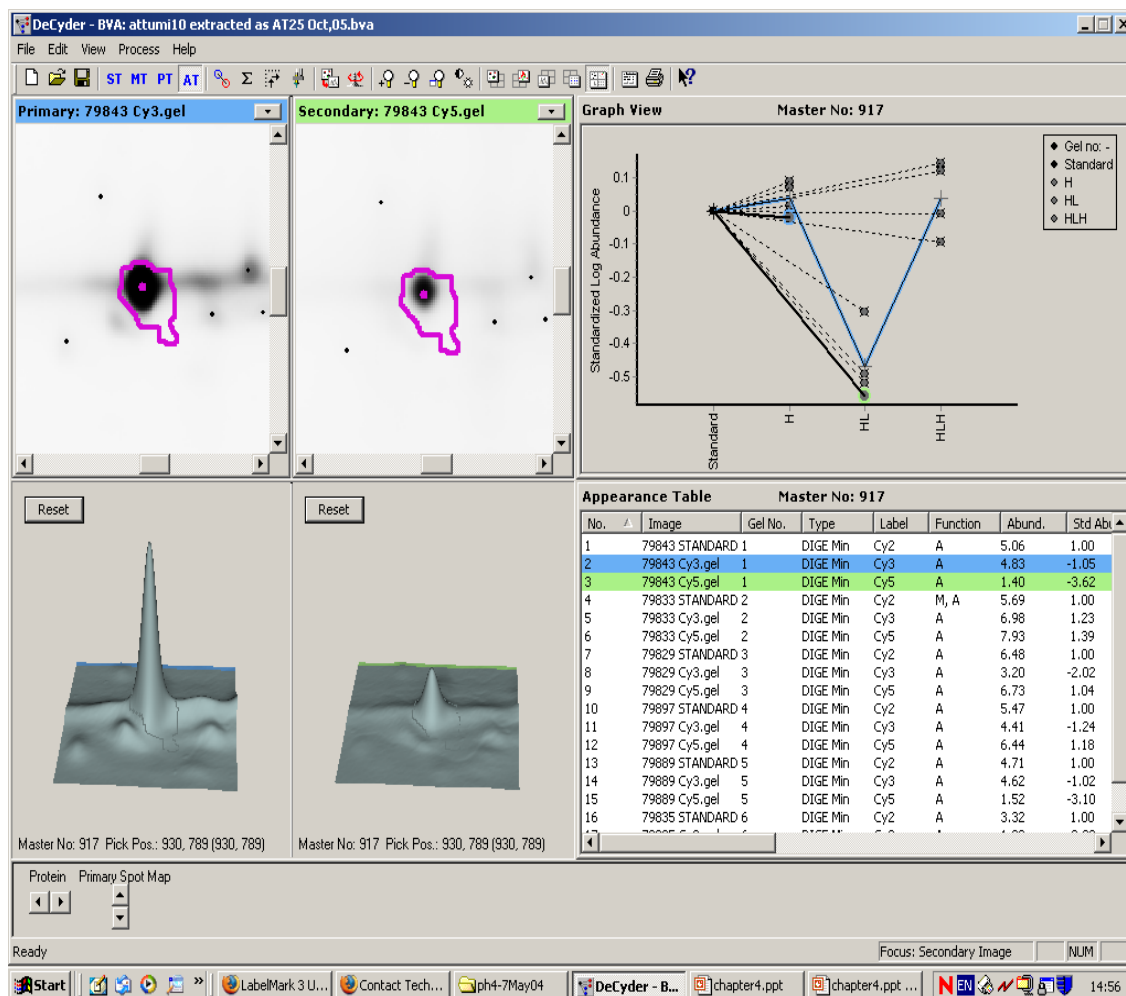 DeCyder - BVA: attumi10 extracted as AT25 Oct,05.bva
File Edit View Process Help
ST MT PT AT Σ
Primary: 79843 Cy3.gel
Secondary: 79843 Cy5.gel
Graph View Master No: 917
Standardized Log Abundance
0.1
0
-0.1
-0.2
-0.3
-0.4
-0.5
Standard
H
HL
HLH
Gel no: -
Standard
H
HL
HLH
Reset
Reset
Master No: 917 Pick Pos.: 930, 789 (930, 789)
Master No: 917 Pick Pos.: 930, 789 (930, 789)
Appearance Table Master No: 917
No. Image Gel No. Type Label Function Abund. Std Abu
1 79843 STANDARD 1 DIGE Min Cy2 A 5.06 1.00
2 79843 Cy3.gel 1 DIGE Min Cy3 A 4.83 -1.05
3 79843 Cy5.gel 1 DIGE Min Cy5 A 1.40 -3.62
4 79833 STANDARD 2 DIGE Min Cy2 M, A 5.69 1.00
5 79833 Cy3.gel 2 DIGE Min Cy3 A 6.98 1.23
6 79833 Cy5.gel 2 DIGE Min Cy5 A 7.93 1.39
7 79829 STANDARD 3 DIGE Min Cy2 A 6.48 1.00
8 79829 Cy3.gel 3 DIGE Min Cy3 A 3.20 -2.02
9 79829 Cy5.gel 3 DIGE Min Cy5 A 6.73 1.04
10 79897 STANDARD 4 DIGE Min Cy2 A 5.47 1.00
11 79897 Cy3.gel 4 DIGE Min Cy3 A 4.41 -1.24
12 79897 Cy5.gel 4 DIGE Min Cy5 A 6.44 1.18
13 79889 STANDARD 5 DIGE Min Cy2 A 4.71 1.00
14 79889 Cy3.gel 5 DIGE Min Cy3 A 4.62 -1.02
15 79889 Cy5.gel 5 DIGE Min Cy5 A 1.52 -3.10
16 79835 STANDARD 6 DIGE Min Cy2 A 3.32 1.00
Protein Primary Spot Map
Ready Focus: Secondary Image NUM
Start » LabelMark 3 U... Contact Tech... ph4-7May04 DeCyder - B... chapter4.ppt chapter4.ppt ... N EN 14:56